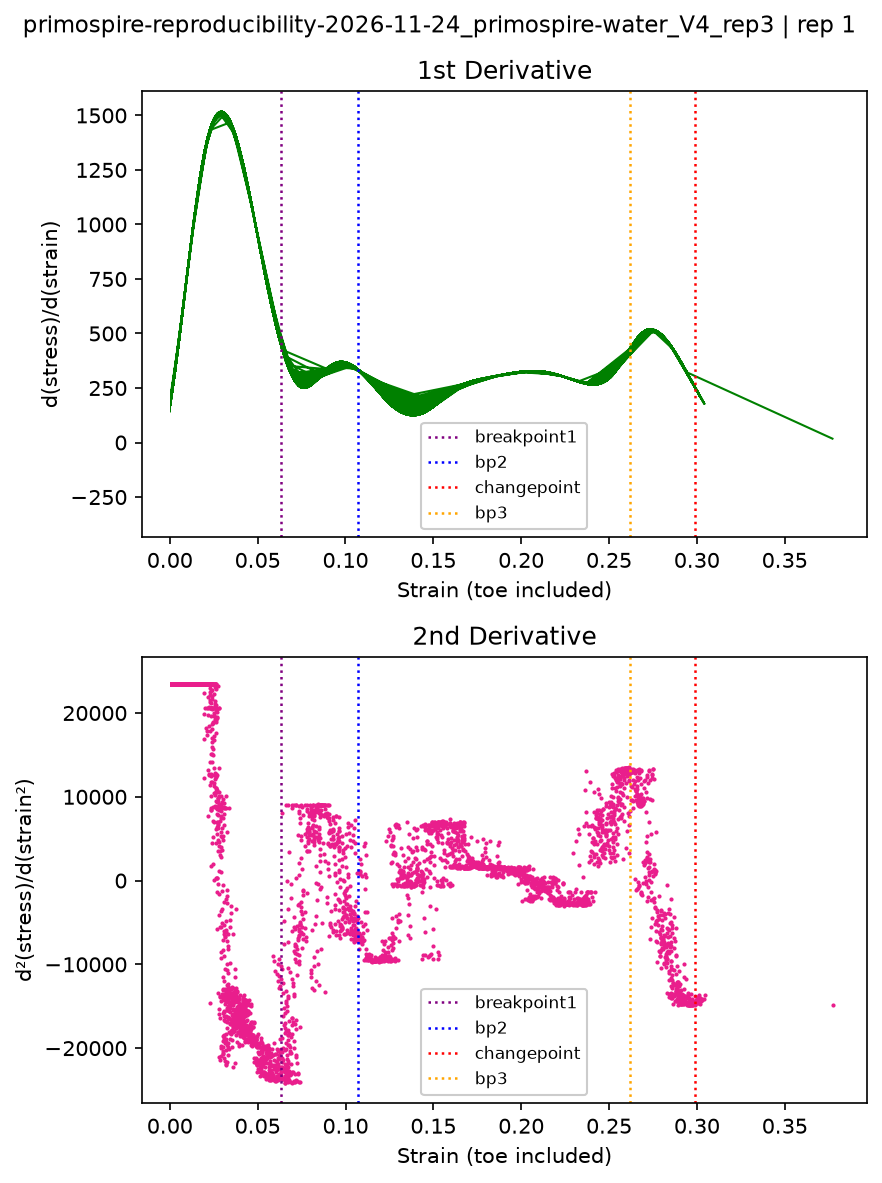 primospire-reproducibility-2026-11-24_primospire-water_V4_rep3 | rep 1
1st Derivative
1500
1250
1000
750
500
250
0
−250
d(stress)/d(strain)
breakpoint1
bp2
changepoint
bp3
0.00 0.05 0.10 0.15 0.20 0.25 0.30 0.35
Strain (toe included)
2nd Derivative
20000
10000
0
−10000
−20000
d²(stress)/d(strain²)
breakpoint1
bp2
changepoint
bp3
0.00 0.05 0.10 0.15 0.20 0.25 0.30 0.35
Strain (toe included)